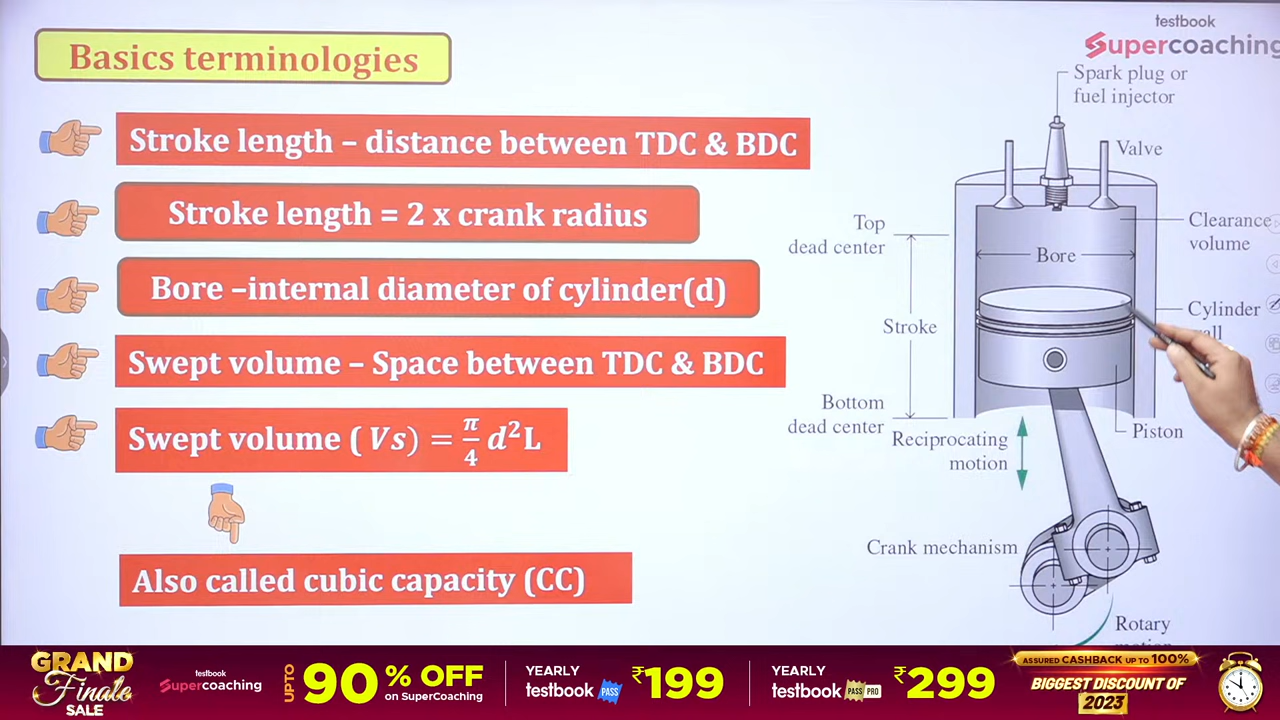 testbook
Supercoaching
Basics terminologies
Stroke length – distance between TDC & BDC
Stroke length = 2 x crank radius
Bore –internal diameter of cylinder(d)
Swept volume – Space between TDC & BDC
Swept volume ( Vs) = π/4 d²L
Also called cubic capacity (CC)
Spark plug or
fuel injector
Valve
Top
dead center
Clearance
volume
Bore
Cylinder
Stroke
Bottom
dead center
Reciprocating
motion
Piston
Crank mechanism
Rotary
GRAND
Finale
SALE
testbook
Supercoaching
UPTO
90% OFF
on SuperCoaching
YEARLY
testbook PASS
₹199
YEARLY
testbook PASS PRO
₹299
ASSURED CASHBACK UP TO 100%
BIGGEST DISCOUNT OF
2023